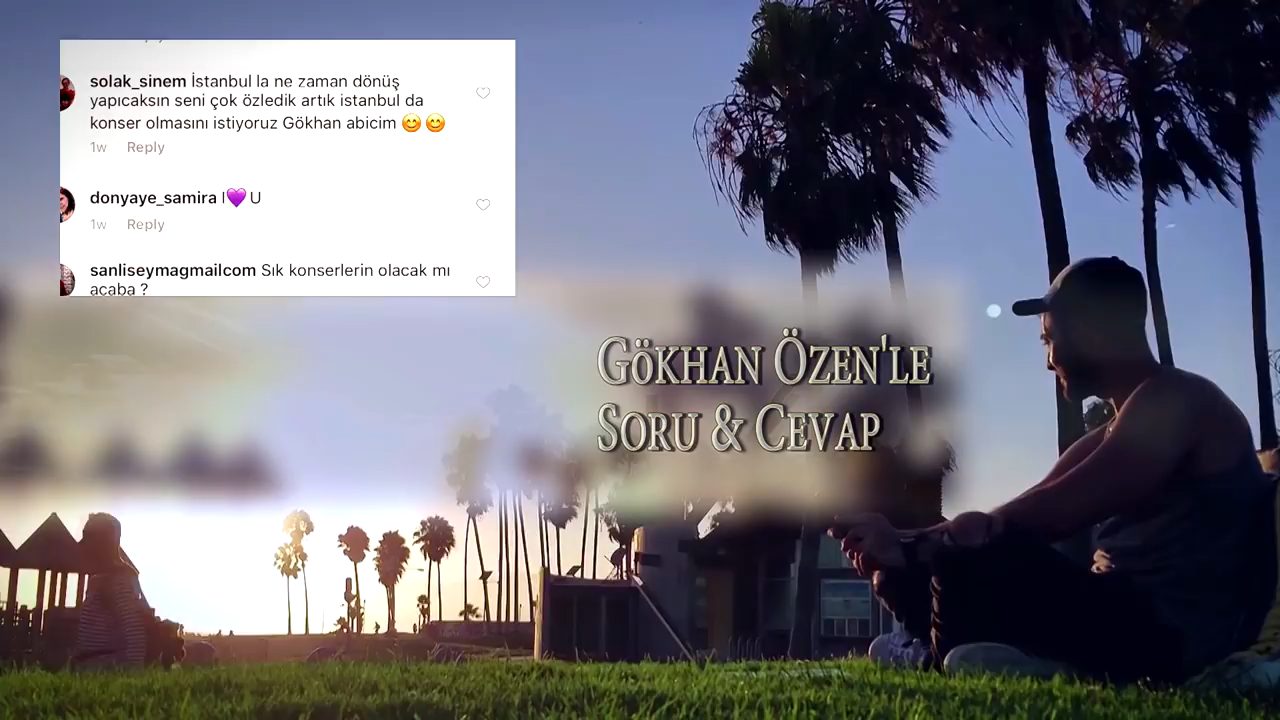 solak_sinem İstanbul la ne zaman dönüş
yapıcaksın seni çok özledik artık istanbul da
konser olmasını istiyoruz Gökhan abicim 😊 😊
1w Reply
donyaye_samira I💜U
1w Reply
sanliseymagmailcom Sık konserlerin olacak mı
acaba ?
Gökhan Özen'le
Soru & Cevap